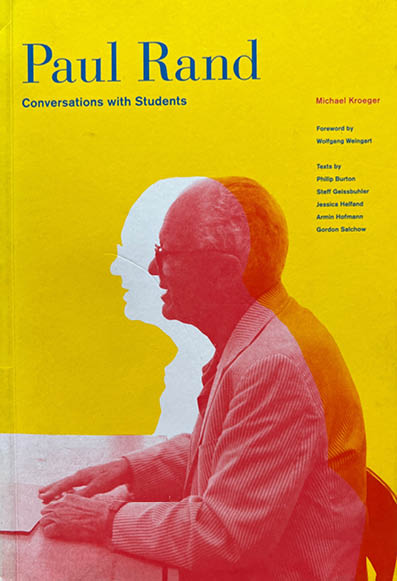 Paul Rand
Conversations with Students
Michael Kroeger
Foreword by
Wolfgang Weingart
Texts by
Philip Burton
Steff Geissbuhler
Jessica Helfand
Armin Hofmann
Gordon Salchow